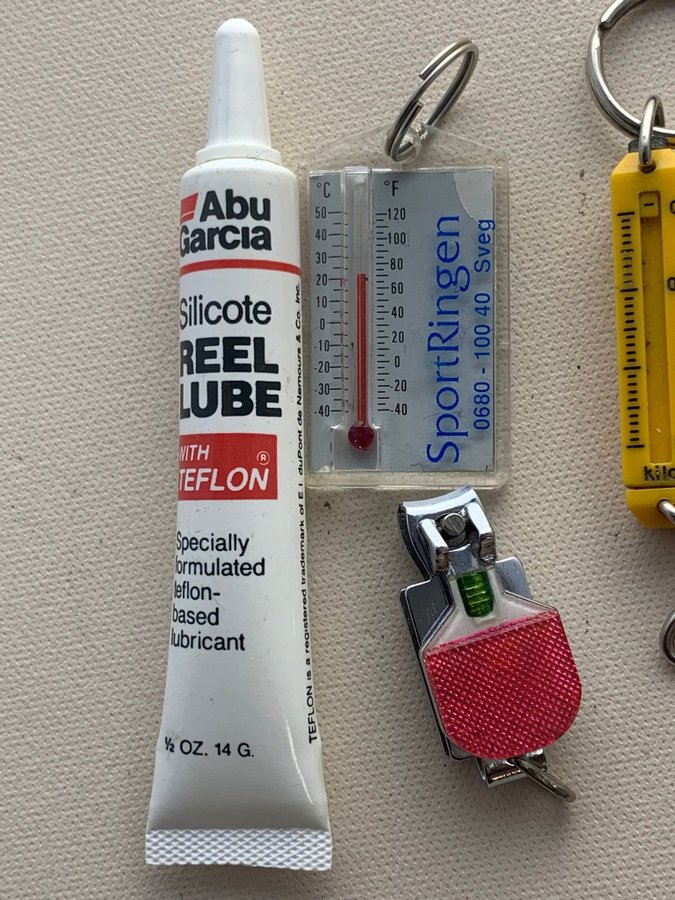 Abu
Garcia
Silicote
REEL
LUBE
WITH
TEFLON®
Specially
formulated
teflon-
based
lubricant
½ OZ. 14 G.
TEFLON is a registered trademark of E.I. duPont de Nemours & Co. Inc.
°C °F
50 120
40 100
30 80
20 60
10 40
0 20
-10 0
-20 -20
-30 -40
-40
SportRingen
0680 - 100 40 Sveg